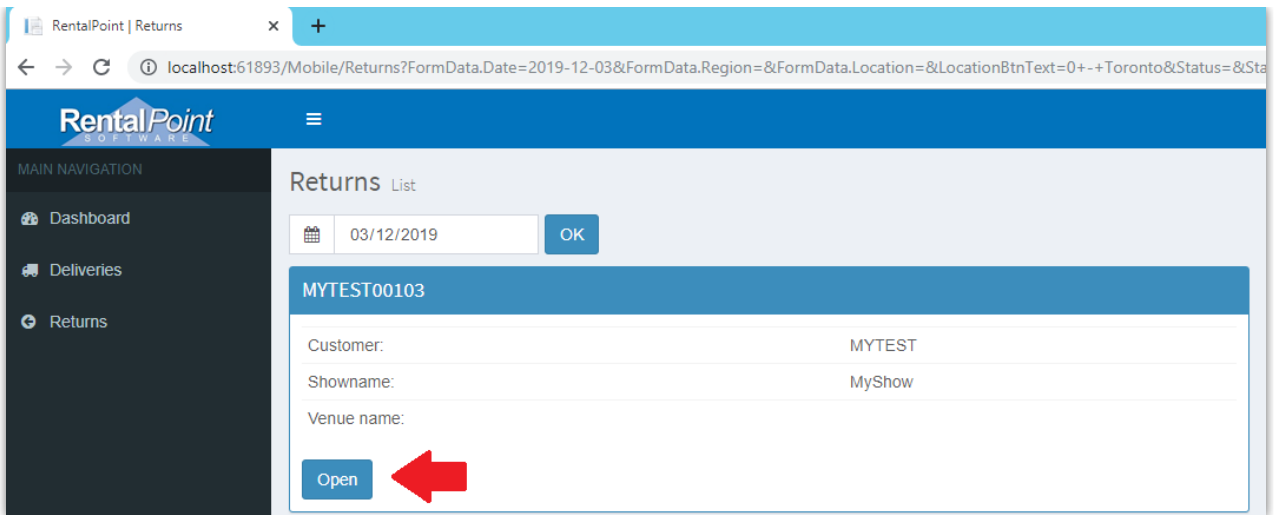 RentalPoint | Returns
localhost:61893/Mobile/Returns?FormData.Date=2019-12-03&FormData.Region=&FormData.Location=&LocationBtnText=0+-+Toronto&Status=&Sta
RentalPoint
SOFTWARE
MAIN NAVIGATION
Dashboard
Deliveries
Returns
Returns List
03/12/2019 OK
MYTEST00103
Customer: MYTEST
Showname: MyShow
Venue name:
Open